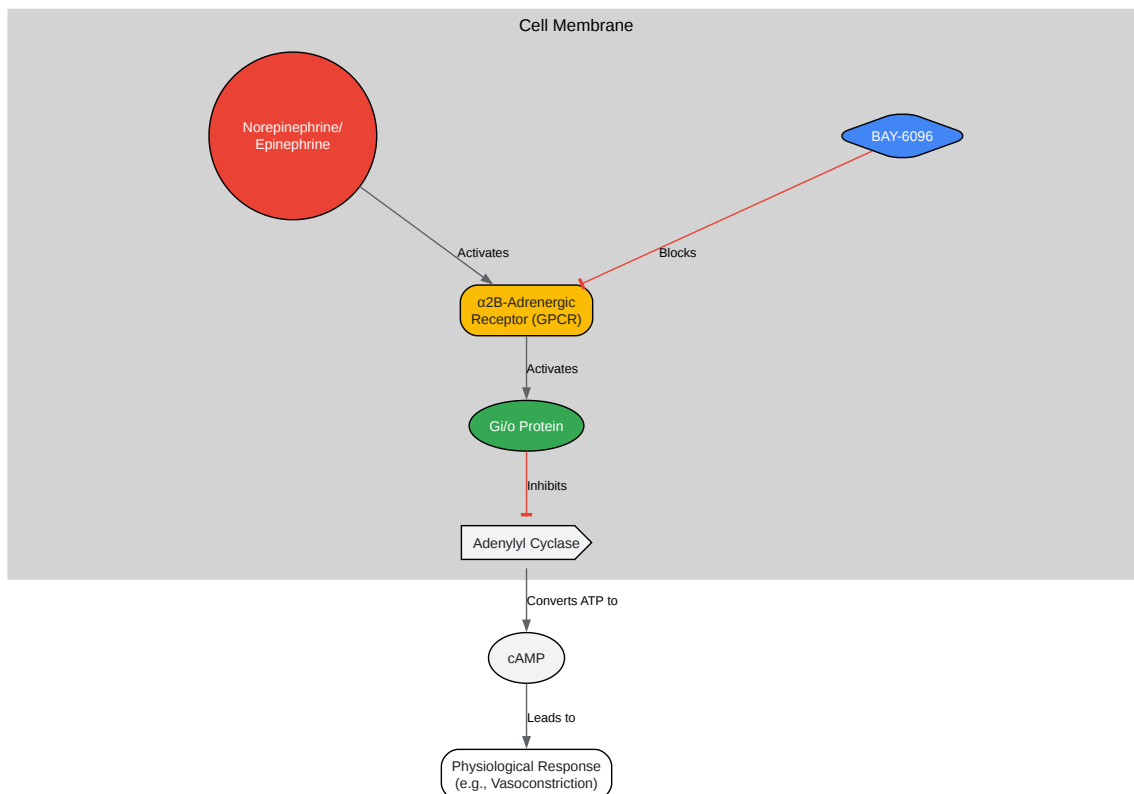 Cell Membrane
Norepinephrine/
Epinephrine
BAY-6096
Activates
Blocks
α2B-Adrenergic
Receptor (GPCR)
Activates
Gi/o Protein
Inhibits
Adenylyl Cyclase
Converts ATP to
cAMP
Leads to
Physiological Response
(e.g., Vasoconstriction)